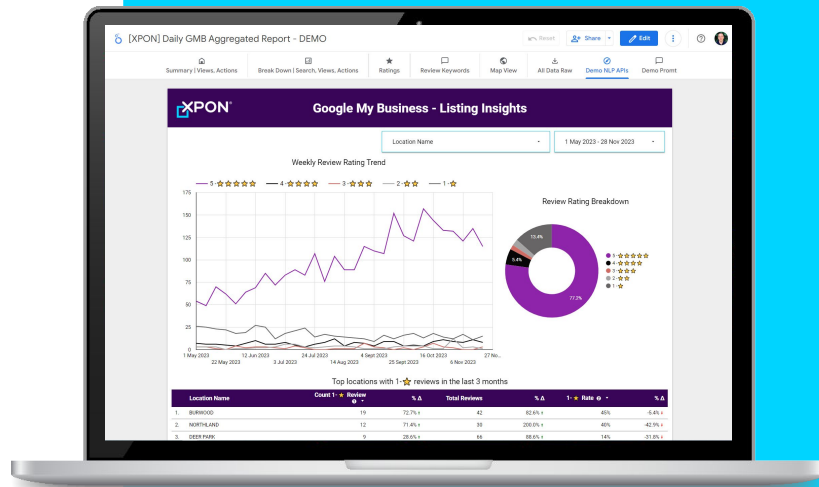 [XPON] Daily GMB Aggregated Report - DEMO
Reset
Share
Edit
Summary | Views, Actions
Break Down | Search, Views, Actions
Ratings
Review Keywords
Map View
All Data Raw
Demo NLP APIs
Demo Promt
XPON
Google My Business - Listing Insights
Location Name
1 May 2023 - 28 Nov 2023
Weekly Review Rating Trend
5-⭐⭐⭐⭐⭐ 4-⭐⭐⭐⭐ 3-⭐⭐⭐ 2-⭐⭐ 1-⭐
175
150
125
100
75
50
25
0
1 May 2023 12 Jun 2023 24 Jul 2023 4 Sept 2023 16 Oct 2023 27 No...
22 May 2023 3 Jul 2023 14 Aug 2023 25 Sept 2023 6 Nov 2023
Review Rating Breakdown
13.4%
5.4%
77.2%
5-⭐⭐⭐⭐⭐
4-⭐⭐⭐⭐
3-⭐⭐⭐
2-⭐⭐
1-⭐
Top locations with 1-⭐ reviews in the last 3 months
Location Name Count 1-★ Review % Δ Total Reviews % Δ 1-★ Rate % Δ
1. BURWOOD 19 72.7% 42 82.6% 45% -5.4%
2. NORTHLAND 12 71.4% 30 200.0% 40% -42.9%
3. DEER PARK 9 28.6% 66 88.6% 14% -31.8%